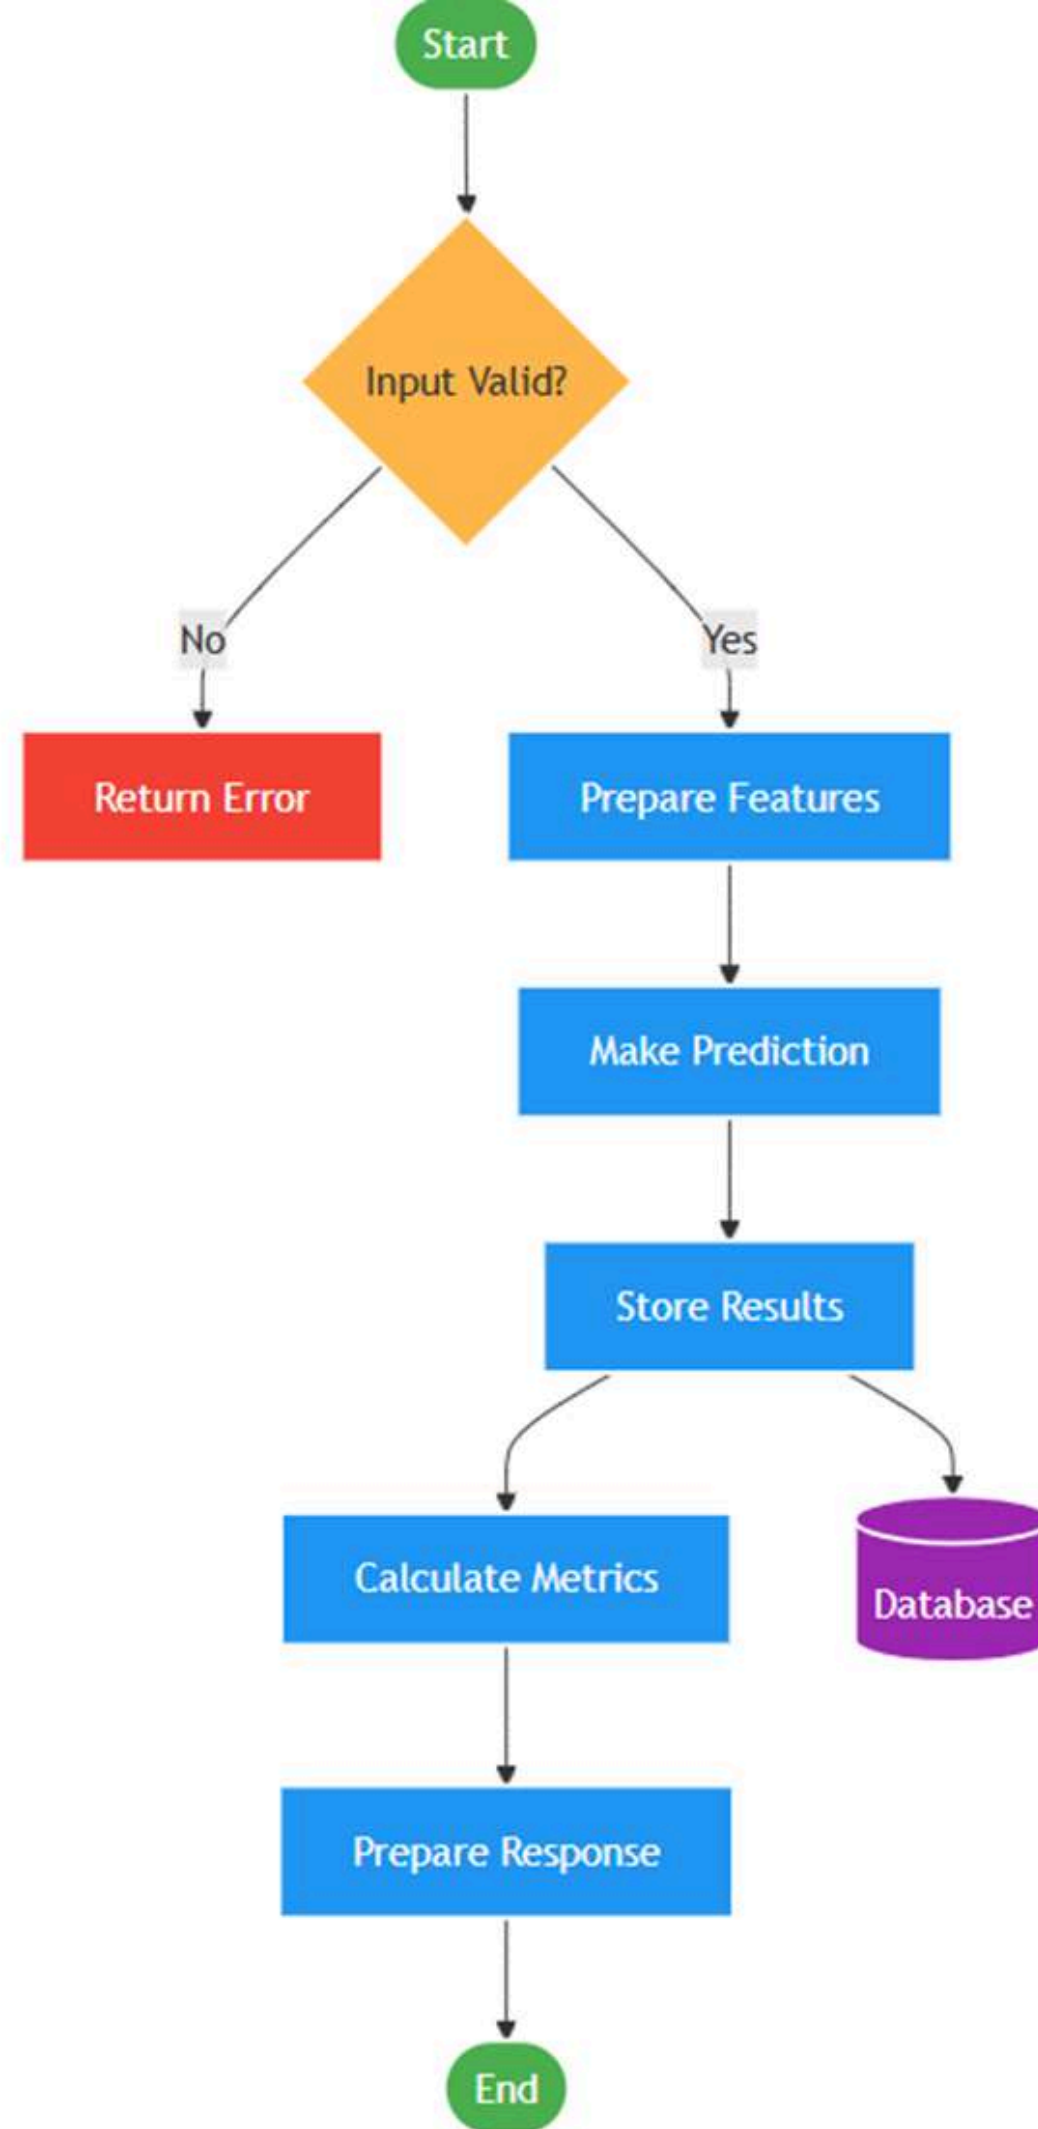 Start
Input Valid?
No
Yes
Return Error
Prepare Features
Make Prediction
Store Results
Calculate Metrics
Database
Prepare Response
End